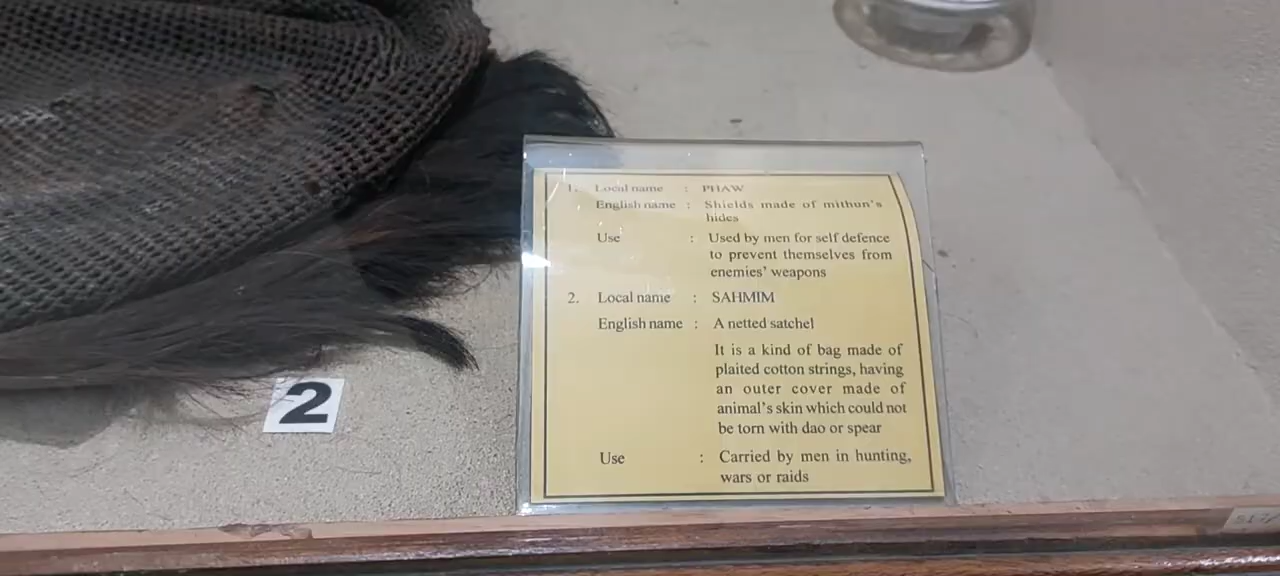 1. Local name : PHAW
English name : Shields made of mithun's
hides
Use : Used by men for self defence
to prevent themselves from
enemies' weapons
2. Local name : SAHMIM
English name : A netted satchel
It is a kind of bag made of
plaited cotton strings, having
an outer cover made of
animal's skin which could not
be torn with dao or spear
Use : Carried by men in hunting,
wars or raids
2